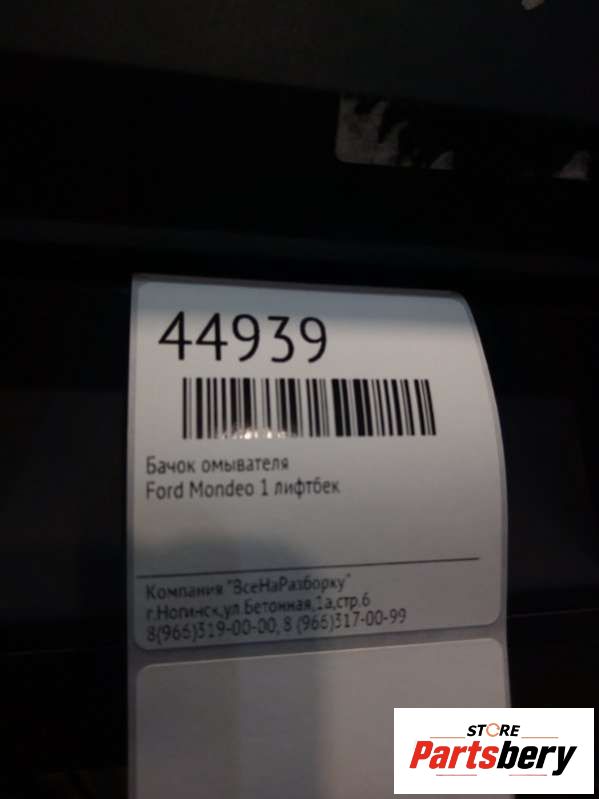 44939
Бачок омывателя
Ford Mondeo 1 лифтбек
Компания "ВсеНаРазборку"
г.Ногинск,ул.Бетонная,1а,стр.6
8(966)319-00-00, 8 (966)317-00-99
STORE
Partsbery